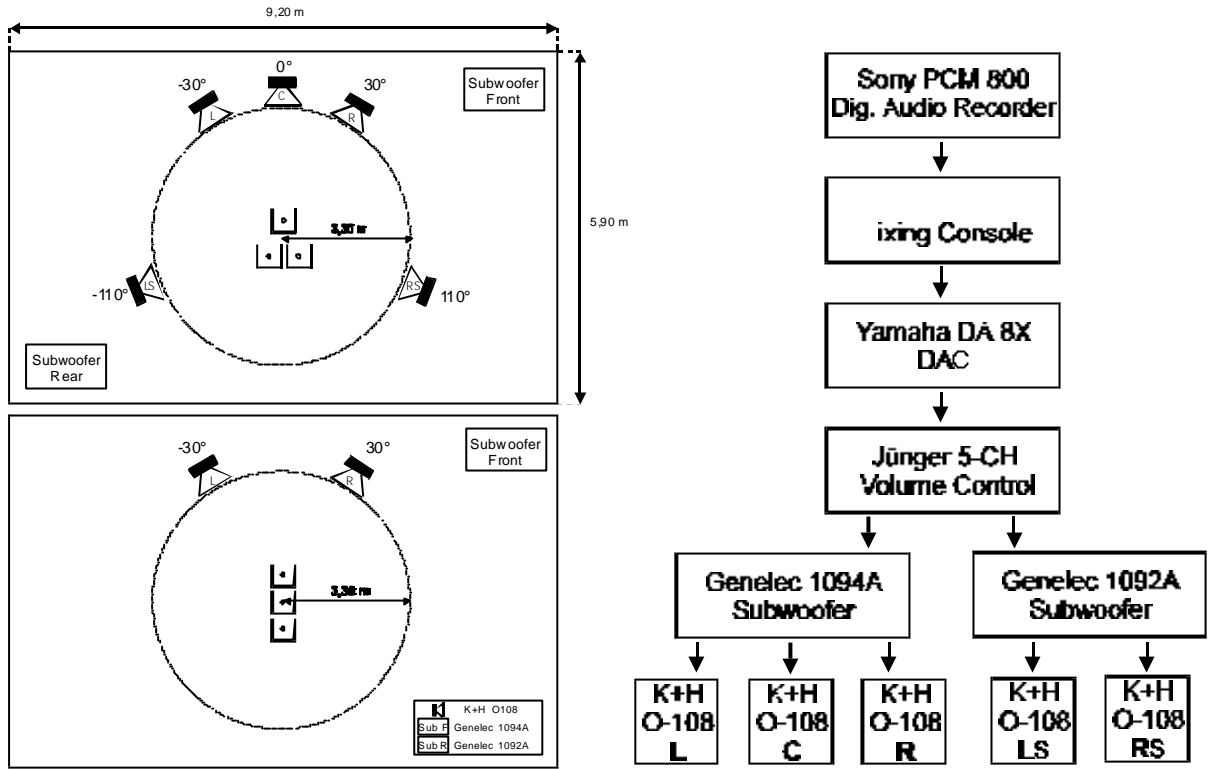 9,20 m
0°
-30°
30°
Subwoofer
Front
C
L
R
5,90 m
-110°
LS
RS
110°
Subwoofer
Rear
-30°
30°
Subwoofer
Front
L
R
K+H O108
Sub F Genelec 1094A
Sub R Genelec 1092A
Sony PCM 800
Dig. Audio Recorder
ixing Console
Yamaha DA 8X
DAC
Jünger 5-CH
Volume Control
Genelec 1094A
Subwoofer
Genelec 1092A
Subwoofer
K+H
O-108
L
K+H
O-108
C
K+H
O-108
R
K+H
O-108
LS
K+H
O-108
RS